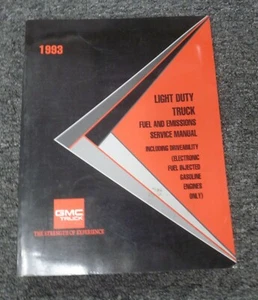 1993
LIGHT DUTY
TRUCK
FUEL AND EMISSIONS
SERVICE MANUAL
INCLUDING DRIVEABILITY
(ELECTRONIC
FUEL INJECTED
GASOLINE
ENGINES
ONLY)
GMC
TRUCK
THE STRENGTH OF EXPERIENCE